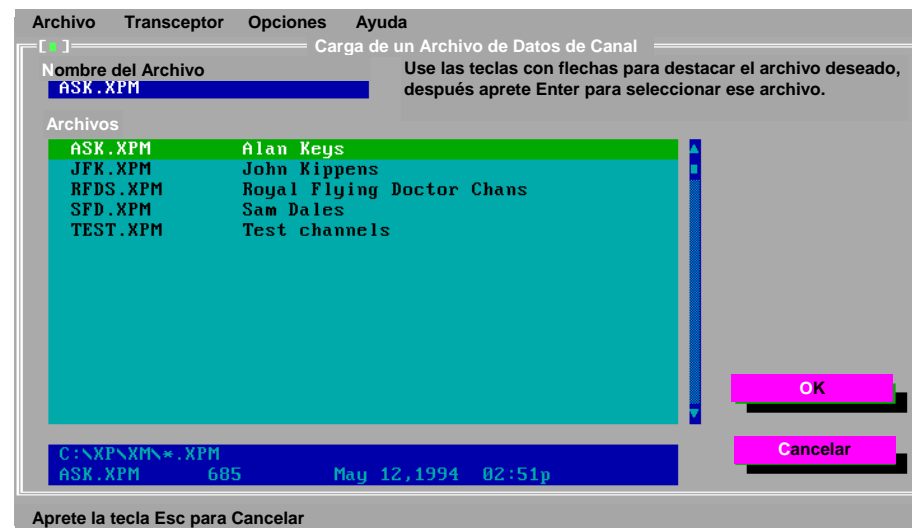 Archivo Transceptor Opciones Ayuda
[ ] Carga de un Archivo de Datos de Canal
Nombre del Archivo
ASK.XPM
Use las teclas con flechas para destacar el archivo deseado,
después aprete Enter para seleccionar ese archivo.
Archivos
ASK.XPM Alan Keys
JFK.XPM John Kippens
RFDS.XPM Royal Flying Doctor Chans
SFD.XPM Sam Dales
TEST.XPM Test channels
OK
Cancelar
C:\XP\XM\*.XPM
ASK.XPM 685 May 12,1994 02:51p
Aprete la tecla Esc para Cancelar